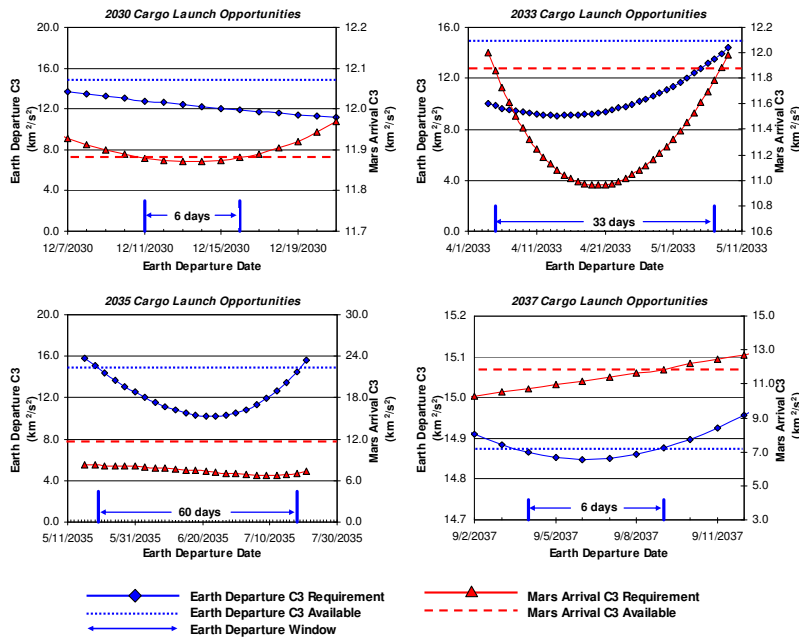 2030 Cargo Launch Opportunities
Earth Departure C3
(km²/s²)
20.0
16.0
12.0
8.0
4.0
0.0
12.2
12.1
12.0
11.9
11.8
11.7
Mars Arrival C3
(km²/s²)
6 days
12/7/2030
12/11/2030
12/15/2030
12/19/2030
Earth Departure Date
2033 Cargo Launch Opportunities
Earth Departure C3
(km²/s²)
16.0
12.0
8.0
4.0
0.0
12.2
12.0
11.8
11.6
11.4
11.2
11.0
10.8
10.6
Mars Arrival C3
(km²/s²)
33 days
4/1/2033
4/11/2033
4/21/2033
5/1/2033
5/11/2033
Earth Departure Date
2035 Cargo Launch Opportunities
Earth Departure C3
(km²/s²)
20.0
16.0
12.0
8.0
4.0
0.0
30.0
24.0
18.0
12.0
6.0
0.0
Mars Arrival C3
(km²/s²)
60 days
5/11/2035
5/31/2035
6/20/2035
7/10/2035
7/30/2035
Earth Departure Date
2037 Cargo Launch Opportunities
Earth Departure C3
(km²/s²)
15.2
15.1
15.0
14.9
14.8
14.7
15.0
13.0
11.0
9.0
7.0
5.0
3.0
Mars Arrival C3
(km²/s²)
6 days
9/2/2037
9/5/2037
9/8/2037
9/11/2037
Earth Departure Date
Earth Departure C3 Requirement
Earth Departure C3 Available
Earth Departure Window
Mars Arrival C3 Requirement
Mars Arrival C3 Available